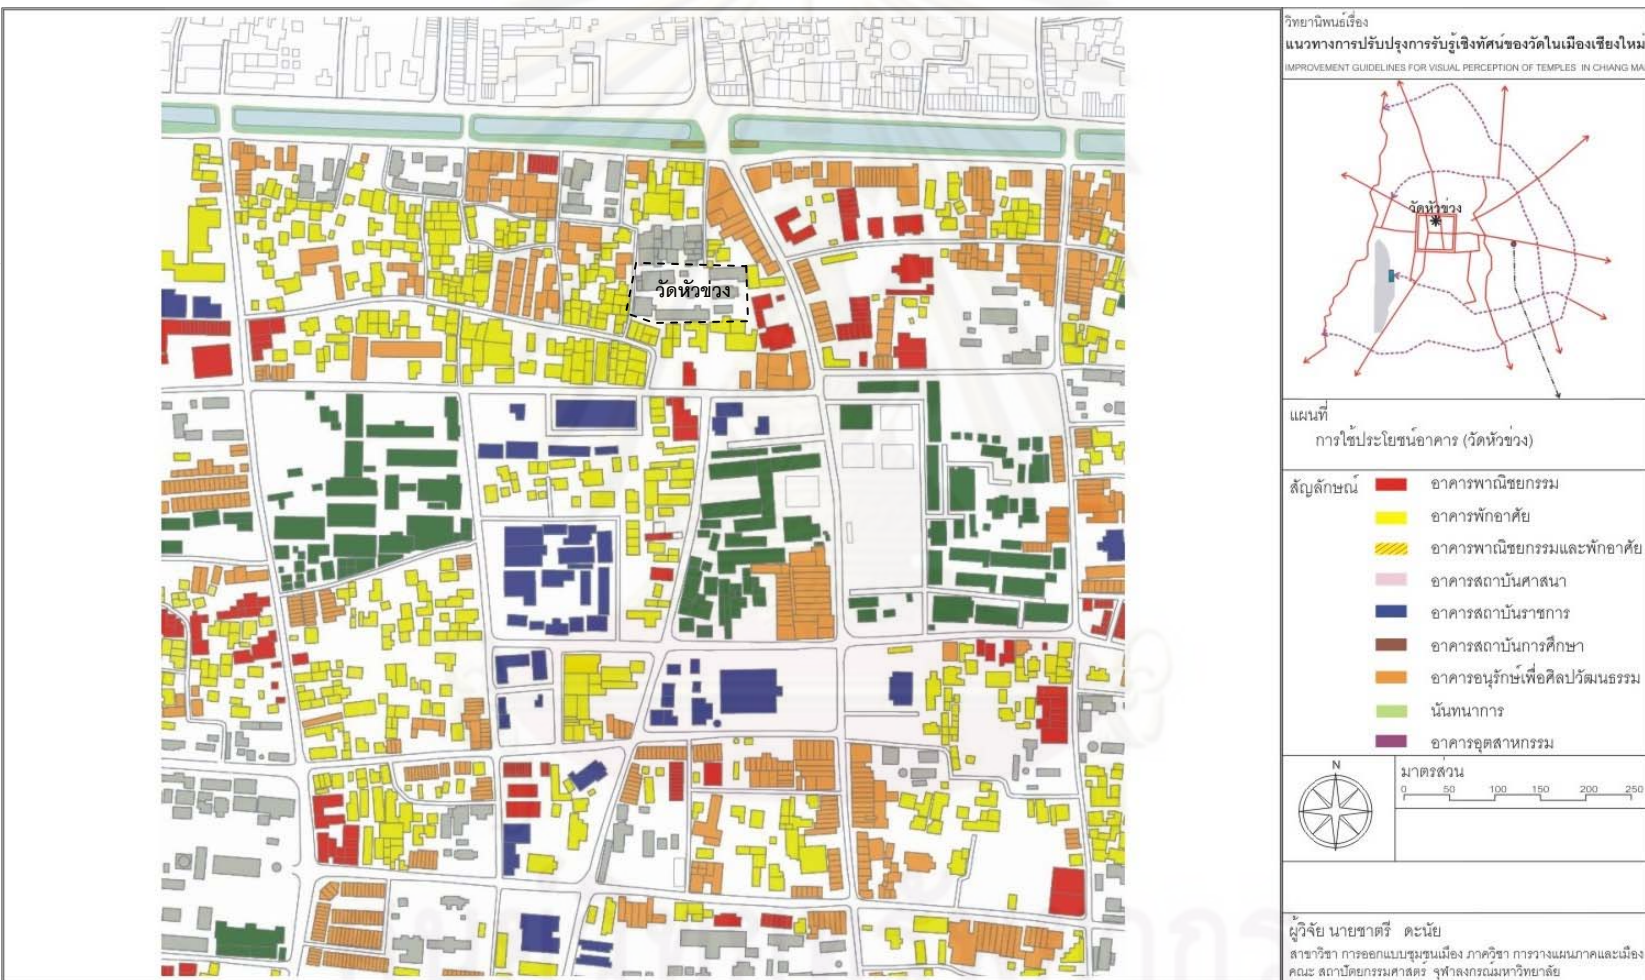 วิทยานิพนธ์เรื่อง
แนวทางการปรับปรุงการรับรู้เชิงทัศน์ของวัดในเมืองเชียงใหม่
IMPROVEMENT GUIDELINES FOR VISUAL PERCEPTION OF TEMPLES IN CHIANG MA
วัดหัวข่วง
วัดหัวข่วง
แผนที่
การใช้ประโยชน์อาคาร (วัดหัวข่วง)
สัญลักษณ์
อาคารพาณิชยกรรม
อาคารพักอาศัย
อาคารพาณิชยกรรมและพักอาศัย
อาคารสถาบันศาสนา
อาคารสถาบันราชการ
อาคารสถาบันการศึกษา
อาคารอนุรักษ์เพื่อศิลปวัฒนธรรม
นันทนาการ
อาคารอุตสาหกรรม
N
มาตรส่วน
0 50 100 150 200 250
ผู้วิจัย นายชาตรี ดะนัย
สาขาวิชา การออกแบบชุมชนเมือง ภาควิชา การวางแผนภาคและเมือง
คณะ สถาปัตยกรรมศาสตร์ จุฬาลงกรณ์มหาวิทยาลัย